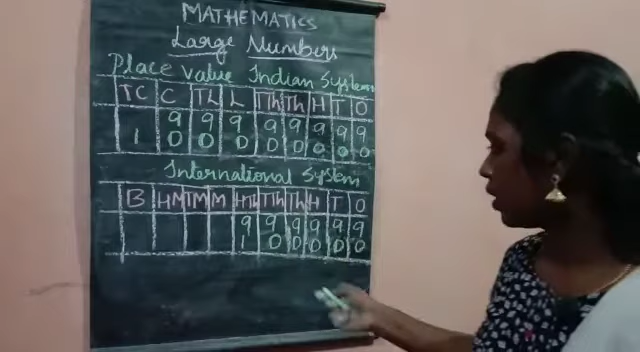 MATHEMATICS
Large Numbers
Place value Indian System
TC C TL L TTh Th H T O
9 9 9 9 9 9 9 9
1 0 0 0 0 0 0 0 0
International System
B HM TM M HTh TTh Th H T O
9 9 9 9 9 9
1 0 0 0 0 0